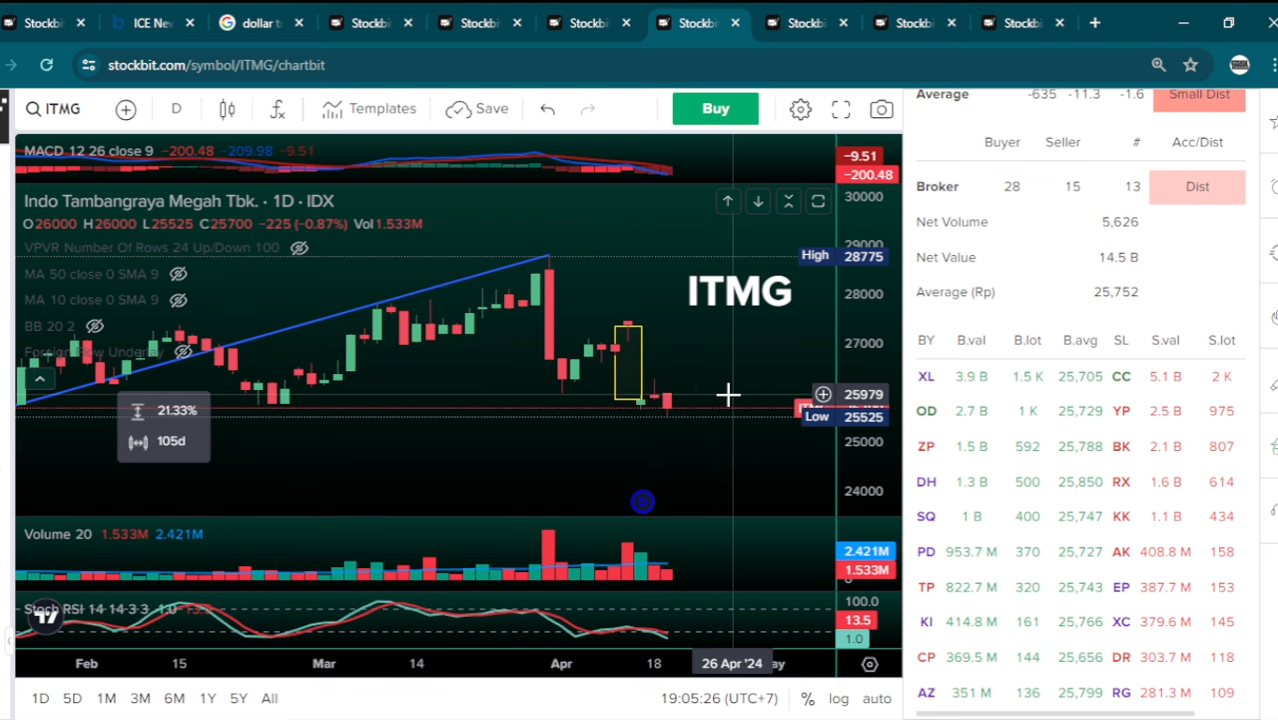 Stockbi
ICE Nev
dollar t
Stockbi
Stockbi
Stockbi
Stockbi
Stockbi
Stockbi
Stockbi
stockbit.com/symbol/ITMG/chartbit
ITMG
D
Templates
Save
Buy
MACD 12 26 close 9 -200.48 -209.98 -9.51
-9.51
-200.48
Indo Tambangraya Megah Tbk. · 1D · IDX
O26000 H26000 L25525 C25700 -225 (-0.87%) Vol1.533M
VPVR Number Of Rows 24 Up/Down 100
MA 50 close 0 SMA 9
MA 10 close 0 SMA 9
BB 20 2
21.33%
105d
ITMG
30000
29000
High 28775
28000
27000
25979
Low 25525
25000
24000
D
Volume 20 1.533M 2.421M
2.421M
1.533M
0
Stoch RSI 14 14 3 3 1.0 13.5
100.0
13.5
1.0
Feb 15 Mar 14 Apr 18 26 Apr '24 ay
1D 5D 1M 3M 6M 1Y 5Y All
19:05:26 (UTC+7) % log auto
Average -635 -11.3 -1.6 Small Dist
Buyer Seller # Acc/Dist
Broker 28 15 13 Dist
Net Volume 5,626
Net Value 14.5 B
Average (Rp) 25,752
BY B.val B.lot B.avg SL S.val S.lot
XL 3.9 B 1.5 K 25,705 CC 5.1 B 2 K
OD 2.7 B 1 K 25,729 YP 2.5 B 975
ZP 1.5 B 592 25,788 BK 2.1 B 807
DH 1.3 B 500 25,850 RX 1.6 B 614
SQ 1 B 400 25,747 KK 1.1 B 434
PD 953.7 M 370 25,727 AK 408.8 M 158
TP 822.7 M 320 25,743 EP 387.7 M 153
KI 414.8 M 161 25,766 XC 379.6 M 145
CP 369.5 M 144 25,656 DR 303.7 M 118
AZ 351 M 136 25,799 RG 281.3 M 109